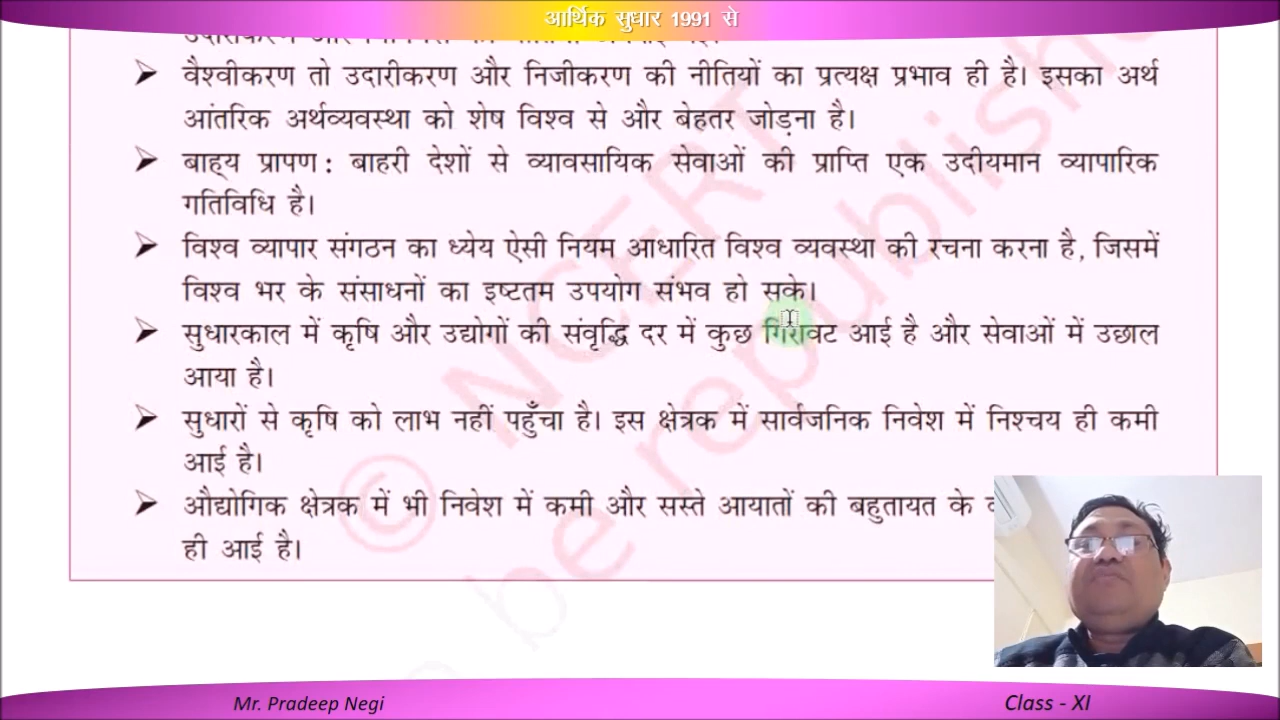 आर्थिक सुधार 1991 से
वैश्वीकरण तो उदारीकरण और निजीकरण की नीतियों का प्रत्यक्ष प्रभाव ही है। इसका अर्थ
आंतरिक अर्थव्यवस्था को शेष विश्व से और बेहतर जोड़ना है।
बाह्य प्रापण: बाहरी देशों से व्यावसायिक सेवाओं की प्राप्ति एक उदीयमान व्यापारिक
गतिविधि है।
विश्व व्यापार संगठन का ध्येय ऐसी नियम आधारित विश्व व्यवस्था की रचना करना है, जिसमें
विश्व भर के संसाधनों का इष्टतम उपयोग संभव हो सके।
सुधारकाल में कृषि और उद्योगों की संवृद्धि दर में कुछ गिरावट आई है और सेवाओं में उछाल
आया है।
सुधारों से कृषि को लाभ नहीं पहुँचा है। इस क्षेत्रक में सार्वजनिक निवेश में निश्चय ही कमी
आई है।
औद्योगिक क्षेत्रक में भी निवेश में कमी और सस्ते आयातों की बहुतायत के
ही आई है।
© NCERT
be republish
Mr. Pradeep Negi
Class - XI